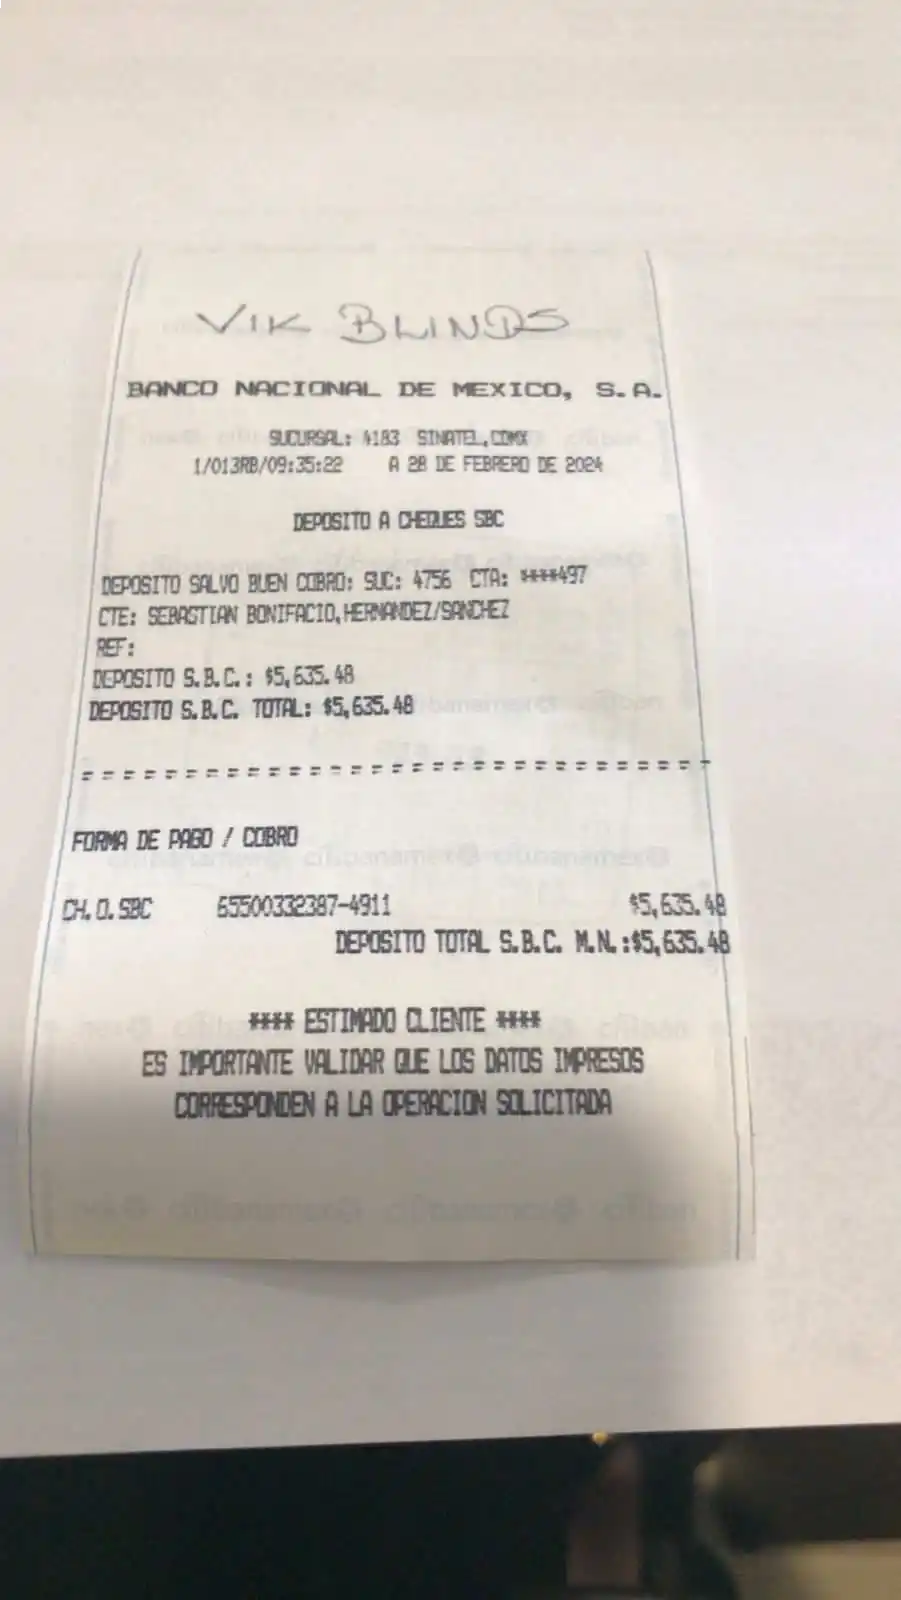 VIK BLINDS
BANCO NACIONAL DE MEXICO, S.A.
SUCURSAL: 4183 SINATEL,CDMX
1/013RB/09:35:22 A 28 DE FEBRERO DE 2024
DEPOSITO A CHEQUES SBC
DEPOSITO SALVO BUEN COBRO: SUC: 4756 CTA: ****497
CTE: SEBASTIAN BONIFACIO,HERNANDEZ/SANCHEZ
REF:
DEPOSITO S.B.C.: $5,635.48
DEPOSITO S.B.C. TOTAL: $5,635.48
FORMA DE PAGO / COBRO
CH.O.SBC 65500332387-4911 $5,635.48
DEPOSITO TOTAL S.B.C. M.N.:$5,635.48
**** ESTIMADO CLIENTE ****
ES IMPORTANTE VALIDAR QUE LOS DATOS IMPRESOS
CORRESPONDEN A LA OPERACION SOLICITADA